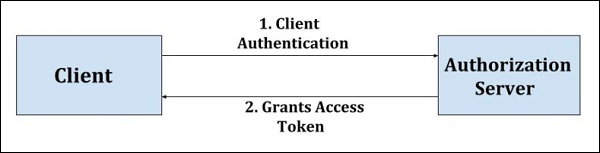 Client
1. Client
Authentication
2. Grants Access
Token
Authorization
Server